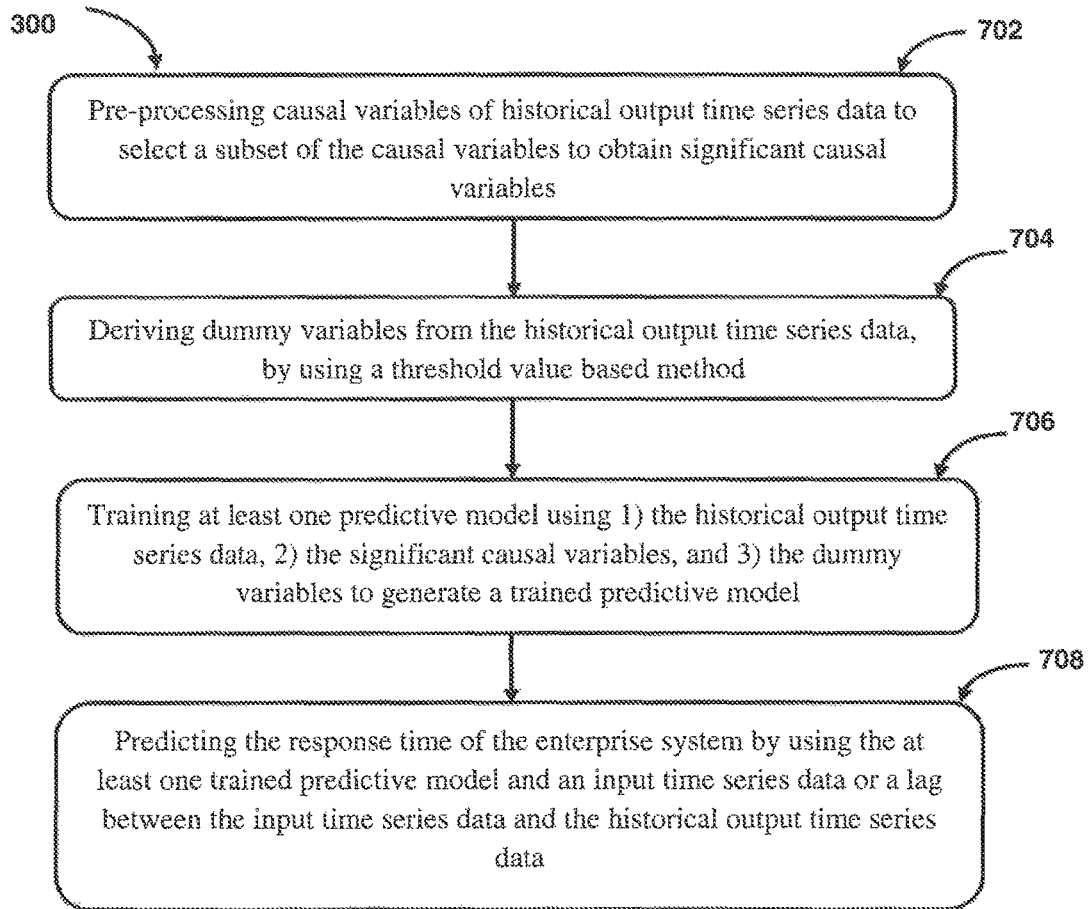 300
702
Pre-processing causal variables of historical output time series data to
select a subset of the causal variables to obtain significant causal
variables
704
Deriving dummy variables from the historical output time series data,
by using a threshold value based method
706
Training at least one predictive model using 1) the historical output time
series data, 2) the significant causal variables, and 3) the dummy
variables to generate a trained predictive model
708
Predicting the response time of the enterprise system by using the at
least one trained predictive model and an input time series data or a lag
between the input time series data and the historical output time series
data